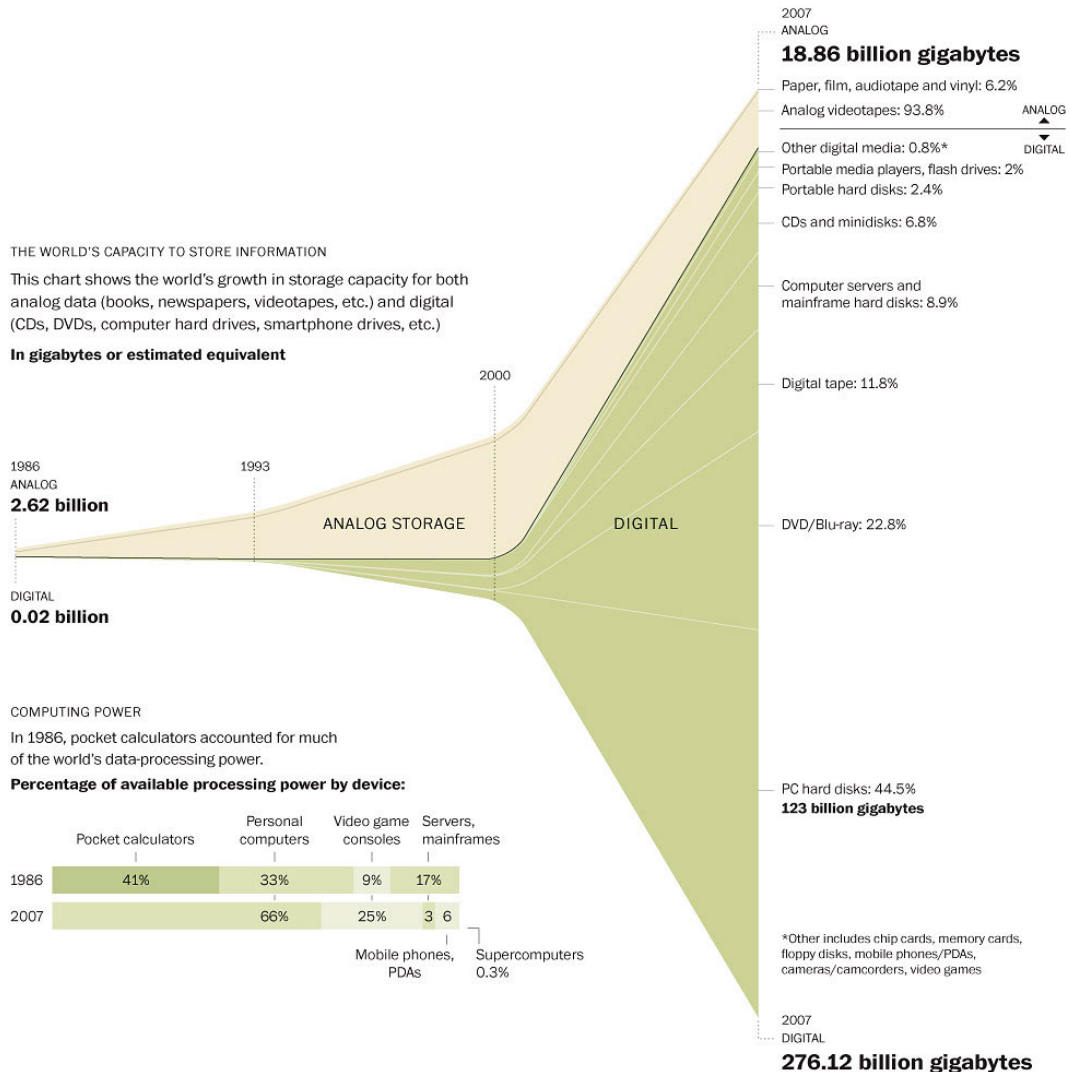 2007
ANALOG
18.86 billion gigabytes
Paper, film, audiotape and vinyl: 6.2%
Analog videotapes: 93.8%
ANALOG
DIGITAL
Other digital media: 0.8%*
Portable media players, flash drives: 2%
Portable hard disks: 2.4%
CDs and minidisks: 6.8%
Computer servers and
mainframe hard disks: 8.9%
Digital tape: 11.8%
DVD/Blu-ray: 22.8%
PC hard disks: 44.5%
123 billion gigabytes
*Other includes chip cards, memory cards,
floppy disks, mobile phones/PDAs,
cameras/camcorders, video games
2007
DIGITAL
276.12 billion gigabytes
THE WORLD'S CAPACITY TO STORE INFORMATION
This chart shows the world's growth in storage capacity for both
analog data (books, newspapers, videotapes, etc.) and digital
(CDs, DVDs, computer hard drives, smartphone drives, etc.)
In gigabytes or estimated equivalent
2000
1993
1986
ANALOG
2.62 billion
ANALOG STORAGE
DIGITAL
DIGITAL
0.02 billion
COMPUTING POWER
In 1986, pocket calculators accounted for much
of the world's data-processing power.
Percentage of available processing power by device:
Pocket calculators
Personal
computers
Video game
consoles
Servers,
mainframes
1986 41% 33% 9% 17%
2007 66% 25% 3 6
Mobile phones,
PDAs
Supercomputers
0.3%